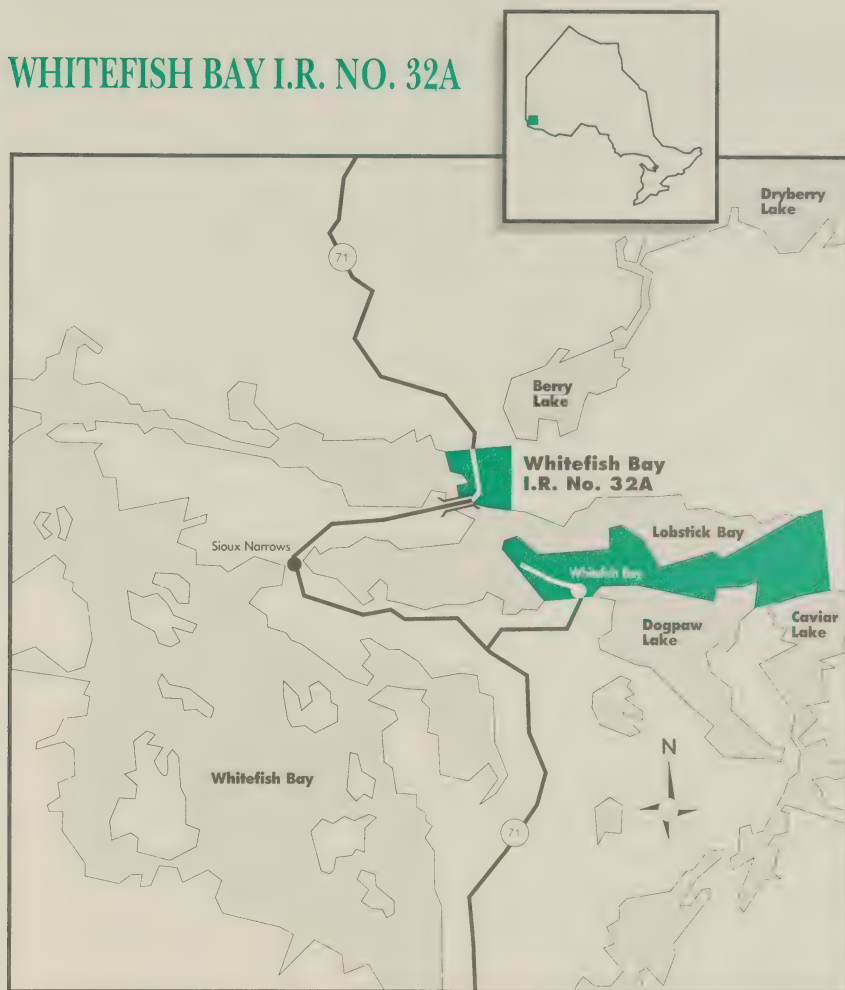 WHITEFISH BAY I.R. NO. 32A
Dryberry
Lake
71
Berry
Lake
Whitefish Bay
I.R. No. 32A
Lobstick Bay
Sioux Narrows
Whitefish Bay
Dogpaw
Lake
Caviar
Lake
N
Whitefish Bay
71